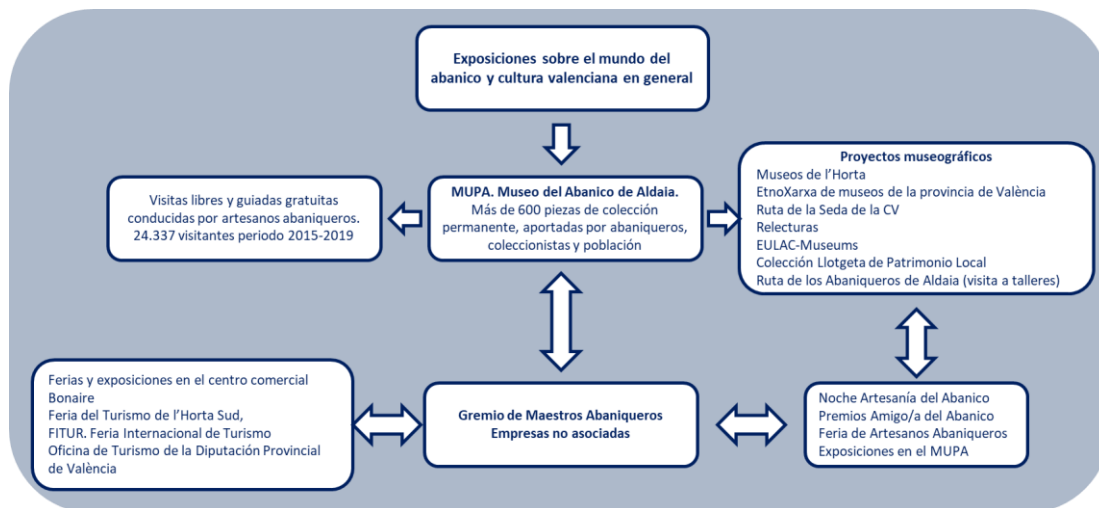 Exposiciones sobre el mundo del
abanico y cultura valenciana en general
Visitas libres y guiadas gratuitas
conducidas por artesanos abaniqueros.
24.337 visitantes periodo 2015-2019
MUPA. Museo del Abanico de Aldaia.
Más de 600 piezas de colección
permanente, aportadas por abaniqueros,
coleccionistas y población
Proyectos museográficos
Museos de l’Horta
EtnoXarxa de museos de la provincia de València
Ruta de la Seda de la CV
Relecturas
EULAC-Museums
Colección Llotgeta de Patrimonio Local
Ruta de los Abaniqueros de Aldaia (visita a talleres)
Ferias y exposiciones en el centro comercial
Bonaire
Feria del Turismo de l’Horta Sud,
FITUR. Feria Internacional de Turismo
Oficina de Turismo de la Diputación Provincial
de València
Gremio de Maestros Abaniqueros
Empresas no asociadas
Noche Artesanía del Abanico
Premios Amigo/a del Abanico
Feria de Artesanos Abaniqueros
Exposiciones en el MUPA